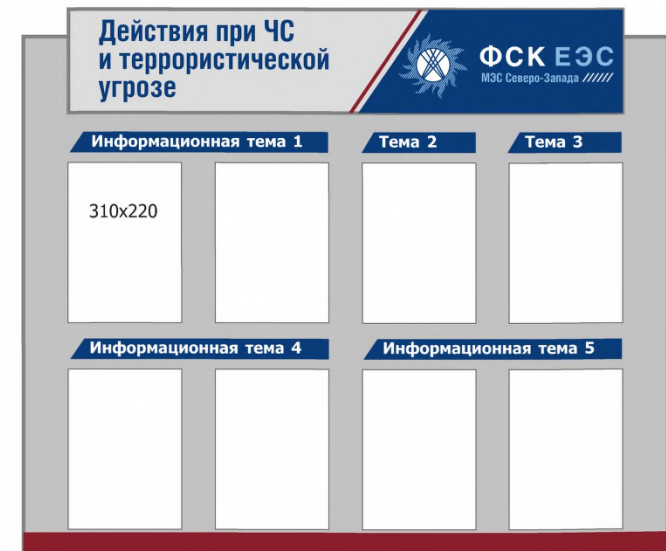 Действия при ЧС
и террористической
угрозе
ФСК ЕЭС
МЭС Северо-Запада //////
Информационная тема 1
Тема 2
Тема 3
310x220
Информационная тема 4
Информационная тема 5